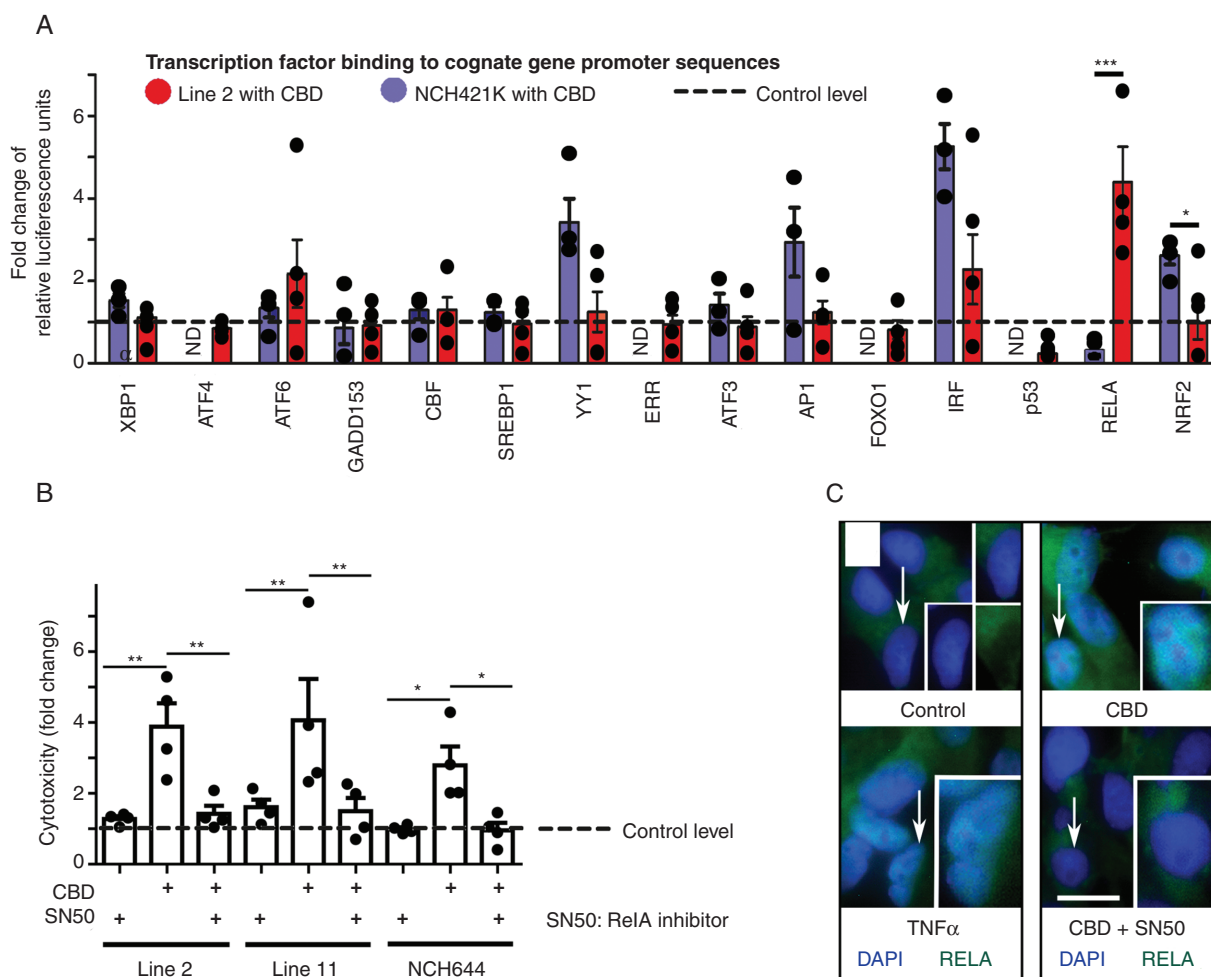 A
Transcription factor binding to cognate gene promoter sequences
Line 2 with CBD NCH421K with CBD Control level
Fold change of
relative luciferescence units
6
4
2
0
***
*
α
ND
ND
ND
ND
XBP1
ATF4
ATF6
GADD153
CBF
SREBP1
YY1
ERR
ATF3
AP1
FOXO1
IRF
p53
RELA
NRF2
B
Cytotoxicity (fold change)
6
4
2
0
** ** ** ** * *
Control level
CBD + + + + + +
SN50 + + + + + +
SN50: RelA inhibitor
Line 2 Line 11 NCH644
C
Control CBD
TNFα CBD + SN50
DAPI RELA DAPI RELA